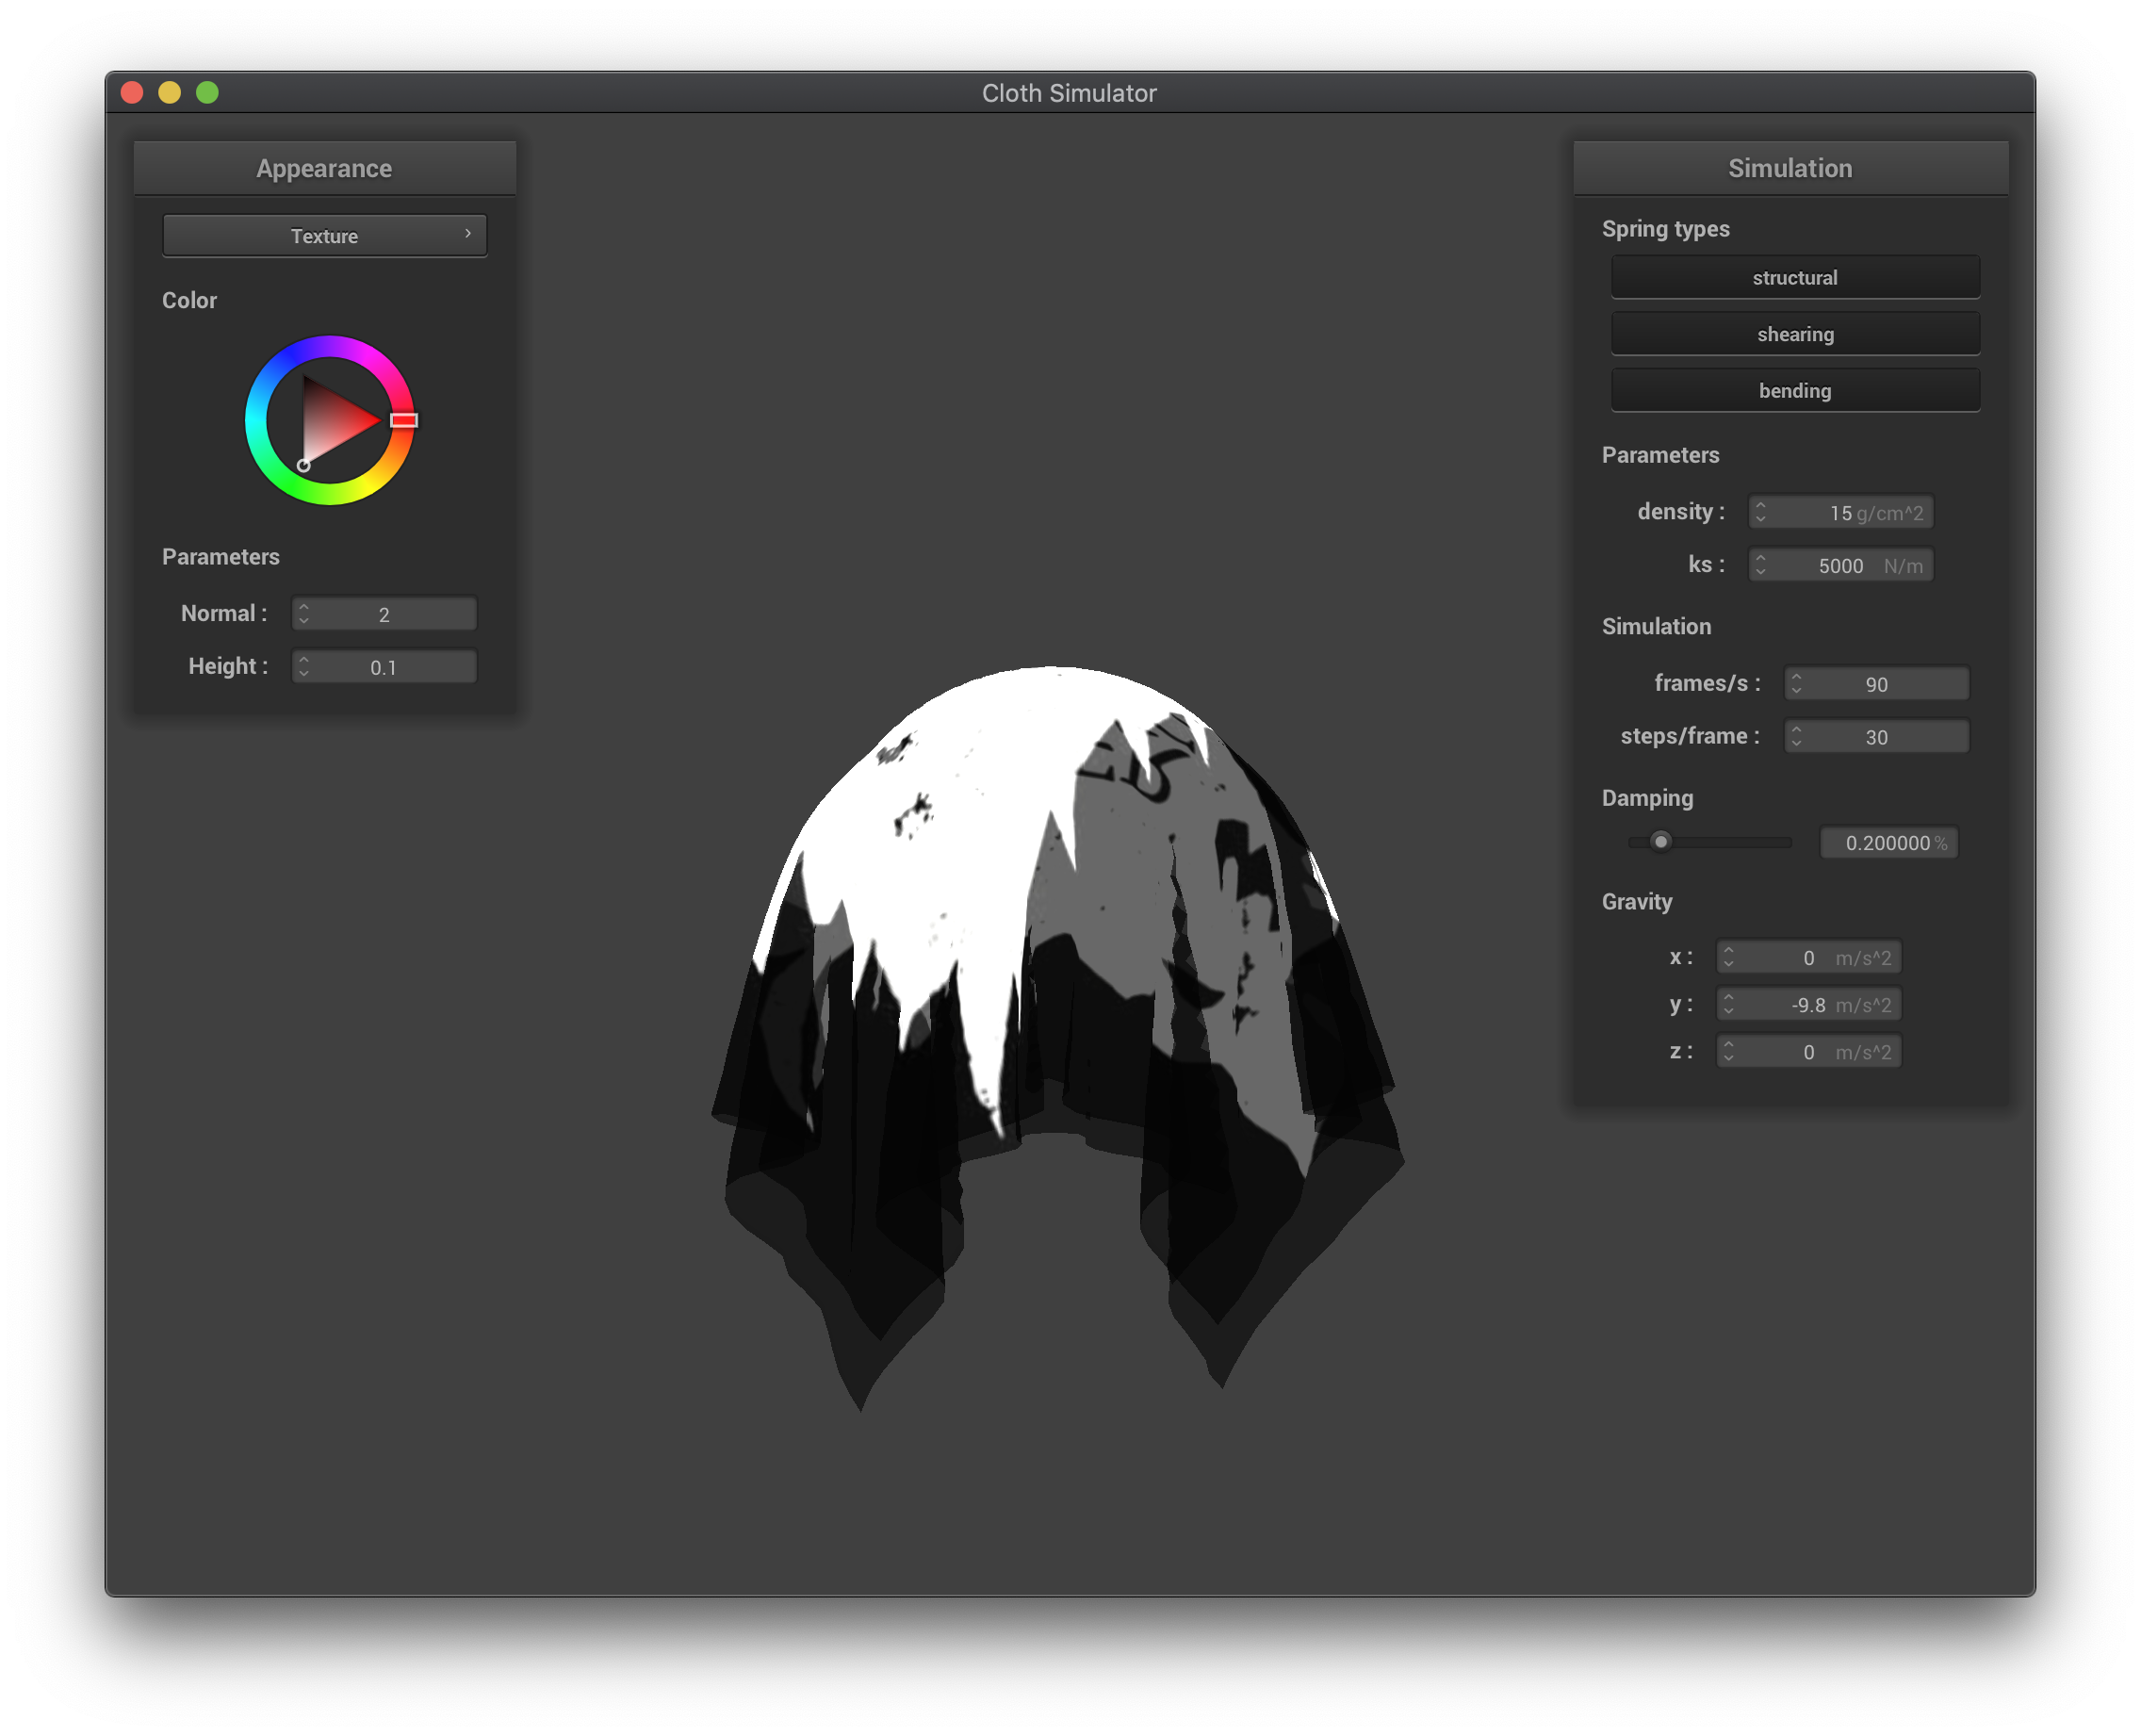 Cloth Simulator
Appearance
Texture
Color
Parameters
Normal :
2
Height :
0.1
Simulation
Spring types
structural
shearing
bending
Parameters
density :
15 g/cm^2
ks :
5000 N/m
Simulation
frames/s :
90
steps/frame :
30
Damping
0.200000 %
Gravity
x :
0 m/s^2
y :
-9.8 m/s^2
z :
0 m/s^2